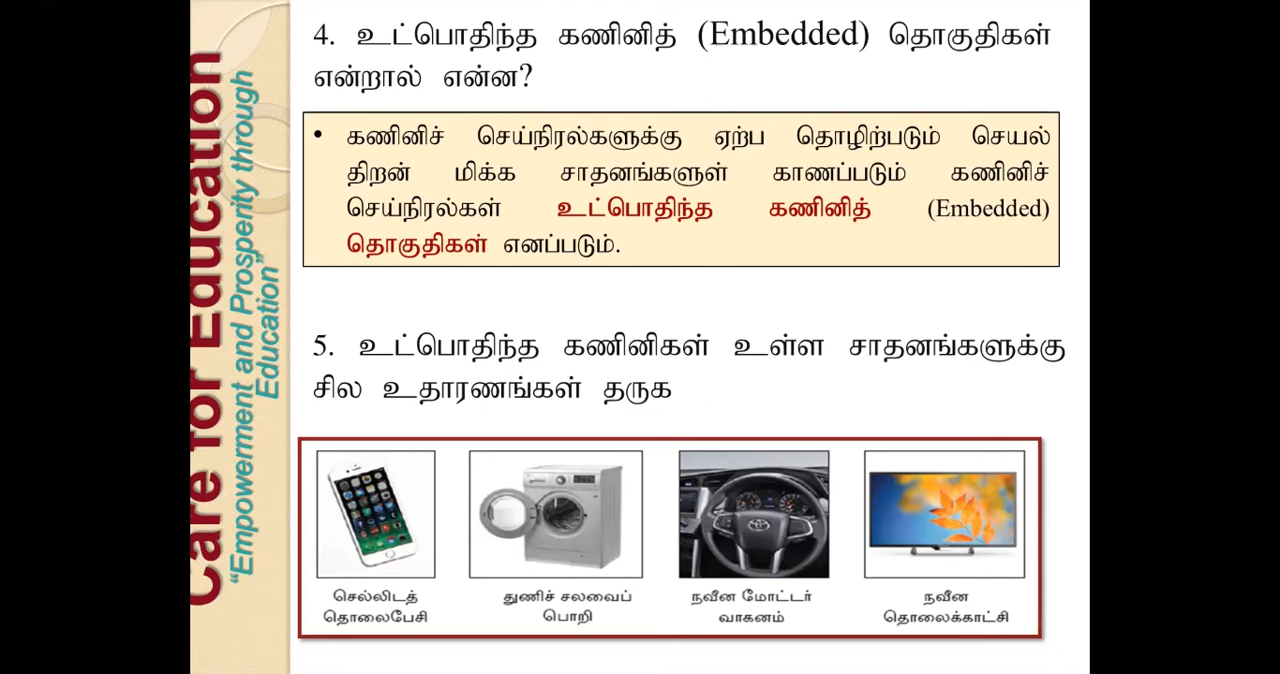 Care for Education
“Empowerment and Prosperity through
Education”
4. உட்பொதிந்த கணினித் (Embedded) தொகுதிகள்
என்றால் என்ன?
• கணினிச் செய்நிரல்களுக்கு ஏற்ப தொழிற்படும் செயல்
திறன் மிக்க சாதனங்களுள் காணப்படும் கணினிச்
செய்நிரல்கள் உட்பொதிந்த கணினித் (Embedded)
தொகுதிகள் எனப்படும்.
5. உட்பொதிந்த கணினிகள் உள்ள சாதனங்களுக்கு
சில உதாரணங்கள் தருக
செல்லிடத்
தொலைபேசி
துணிச் சலவைப்
பொறி
நவீன மோட்டர்
வாகனம்
நவீன
தொலைக்காட்சி